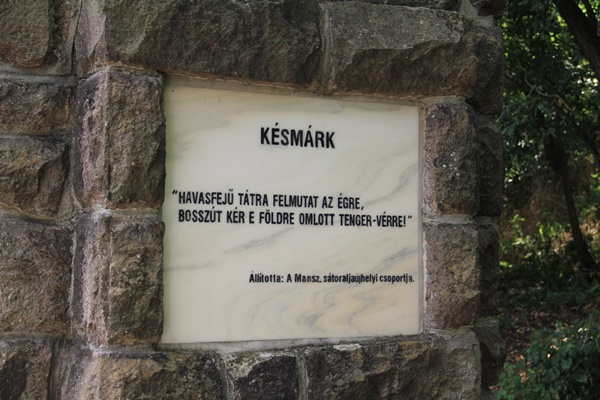 KÉSMÁRK
"HAVASFEJŰ TÁTRA FELMUTAT AZ ÉGRE,
BOSSZÚT KÉR E FÖLDRE OMLOTT TENGER-VÉRRE!"
Állította: A Mansz. sátoraljaújhelyi csoportja.